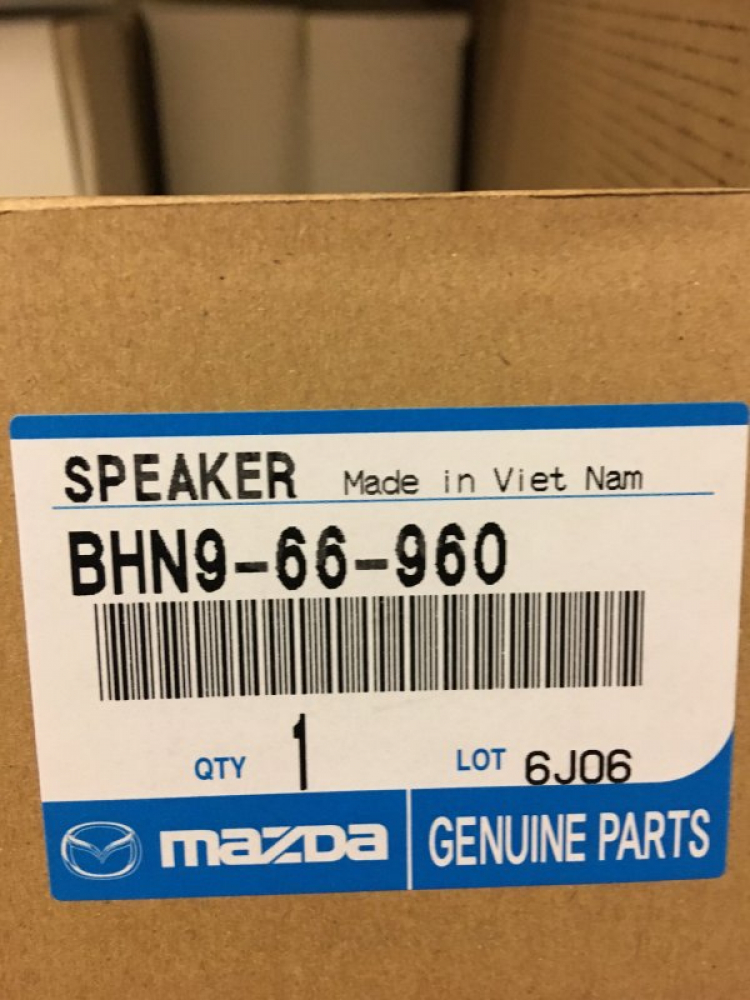 SPEAKER Made in Viet Nam
BHN9-66-960
QTY 1 LOT 6J06
mazDa GENUINE PARTS